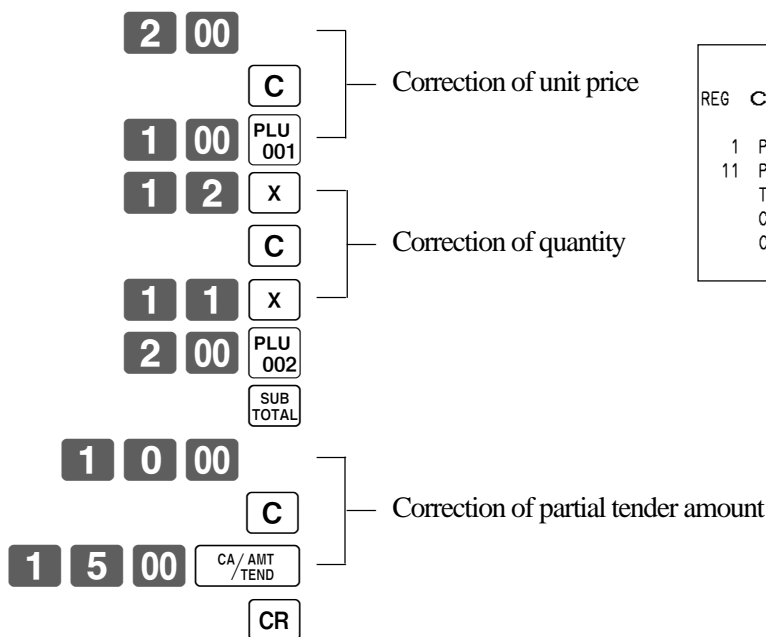 2 00
C
Correction of unit price
1 00 PLU 001
1 2 X
C
Correction of quantity
1 1 X
2 00 PLU 002
SUB TOTAL
1 0 00
C
Correction of partial tender amount
1 5 00 CA/AMT/TEND
CR
REG
1
11